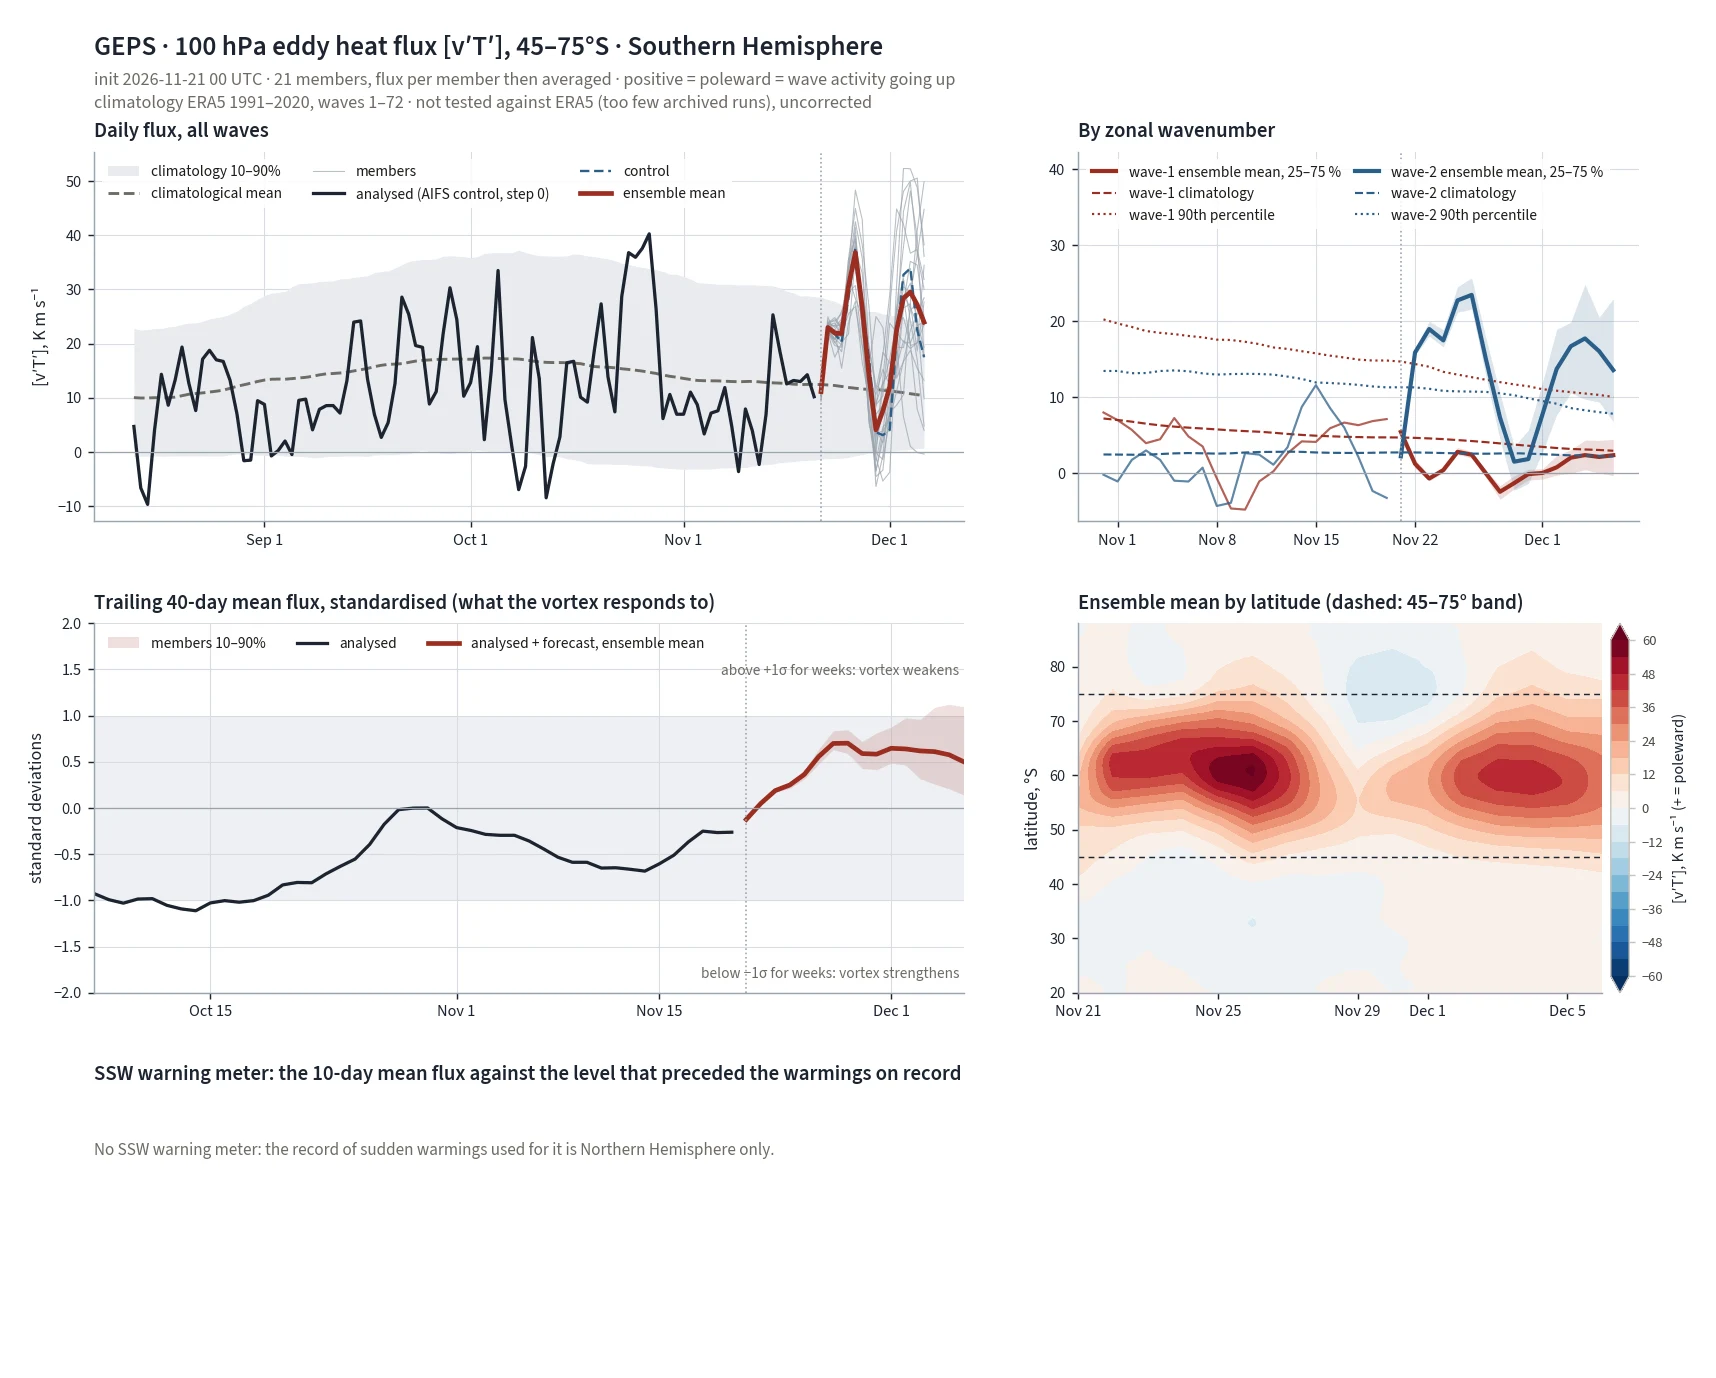 GEPS · 100 hPa eddy heat flux [v′T′], 45–75°S · Southern Hemisphere
init 2026-11-21 00 UTC · 21 members, flux per member then averaged · positive = poleward = wave activity going up
climatology ERA5 1991–2020, waves 1–72 · not tested against ERA5 (too few archived runs), uncorrected
Daily flux, all waves
climatology 10–90%
climatological mean
members
analysed (AIFS control, step 0)
control
ensemble mean
[v′T′], K m s⁻¹
50
40
30
20
10
0
−10
Sep 1
Oct 1
Nov 1
Dec 1
By zonal wavenumber
wave-1 ensemble mean, 25–75 %
wave-1 climatology
wave-1 90th percentile
wave-2 ensemble mean, 25–75 %
wave-2 climatology
wave-2 90th percentile
40
30
20
10
0
Nov 1
Nov 8
Nov 15
Nov 22
Dec 1
Trailing 40-day mean flux, standardised (what the vortex responds to)
members 10–90%
analysed
analysed + forecast, ensemble mean
above +1σ for weeks: vortex weakens
below −1σ for weeks: vortex strengthens
standard deviations
2.0
1.5
1.0
0.5
0.0
−0.5
−1.0
−1.5
−2.0
Oct 15
Nov 1
Nov 15
Dec 1
Ensemble mean by latitude (dashed: 45–75° band)
latitude, °S
80
70
60
50
40
30
20
Nov 21
Nov 25
Nov 29
Dec 1
Dec 5
60
48
36
24
12
0
−12
−24
−36
−48
−60
[v′T′], K m s⁻¹ (+ = poleward)
SSW warning meter: the 10-day mean flux against the level that preceded the warmings on record
No SSW warning meter: the record of sudden warmings used for it is Northern Hemisphere only.